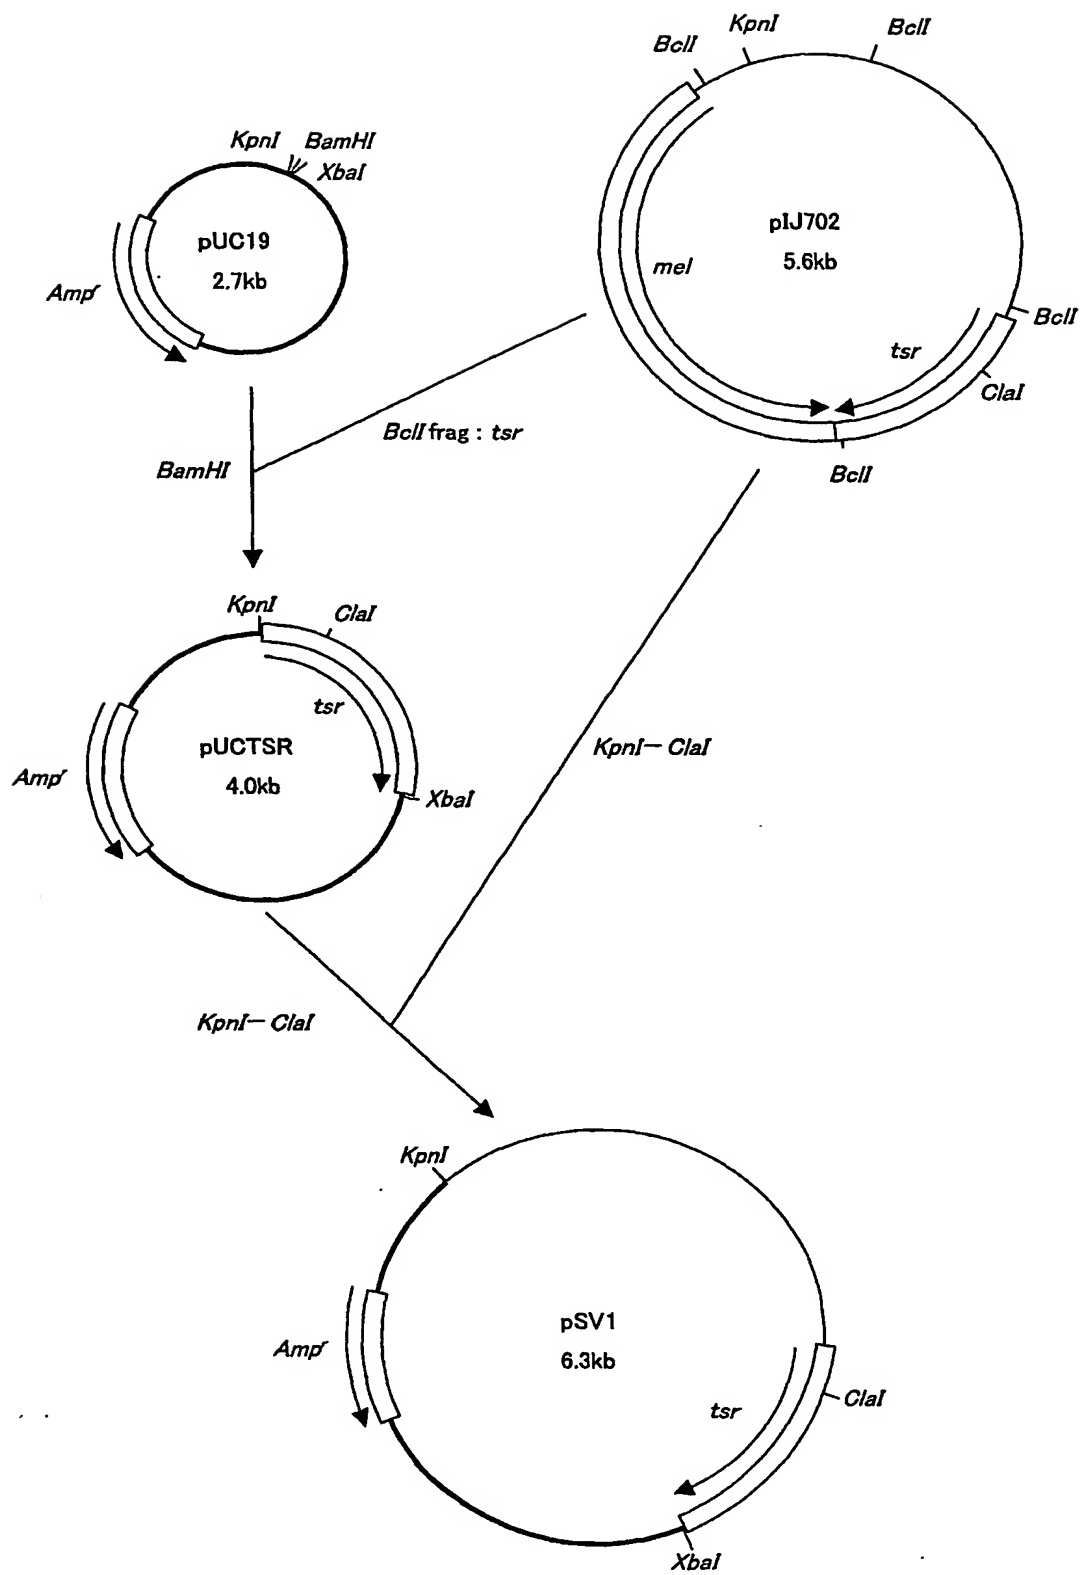 KpnI
BclI
BclI
KpnI
BamHI
XbaI
pUC19
2.7kb
Ampr
pIJ702
5.6kb
mel
BclI
tsr
ClaI
BclI frag : tsr
BamHI
BclI
KpnI
ClaI
tsr
pUCTSR
4.0kb
Ampr
XbaI
KpnI－ ClaI
KpnI－ ClaI
KpnI
pSV1
6.3kb
Ampr
ClaI
tsr
XbaI